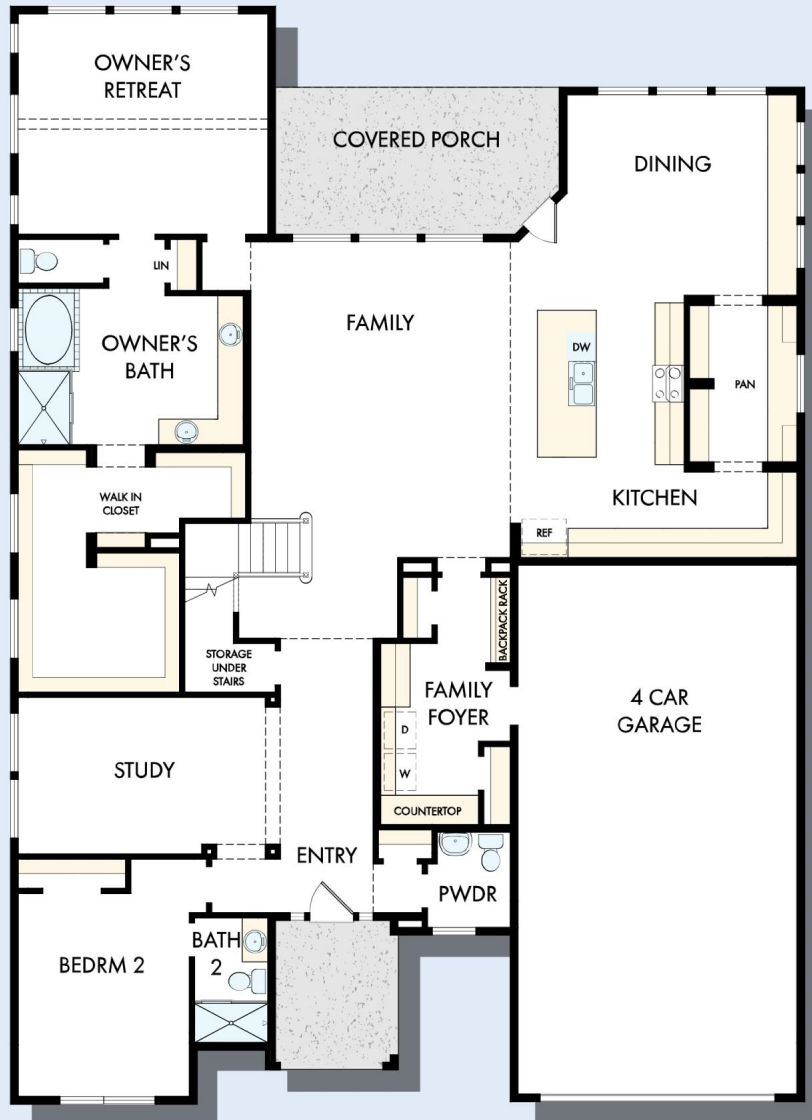 OWNER'S
RETREAT
COVERED PORCH
DINING
LIN
FAMILY
OWNER'S
BATH
DW
PAN
WALK IN
CLOSET
KITCHEN
REF
BACKPACK RACK
STORAGE
UNDER
STAIRS
FAMILY
FOYER
4 CAR
GARAGE
D
W
STUDY
COUNTERTOP
ENTRY
PWDR
BATH
2
BEDRM 2